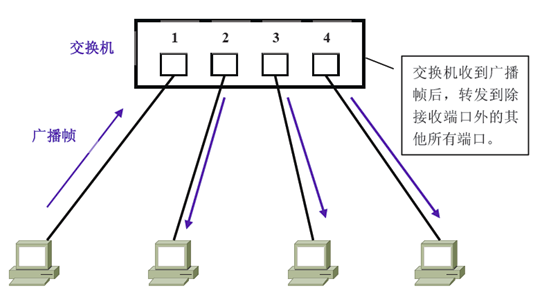 交换机
1 2 3 4
广播帧
交换机收到广播
帧后，转发到除
接收端口外的其
他所有端口。